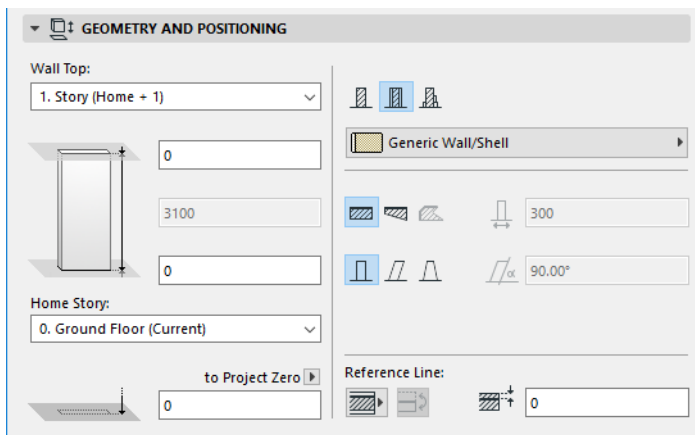 GEOMETRY AND POSITIONING
Wall Top:
1. Story (Home + 1)
0
3100
0
Home Story:
0. Ground Floor (Current)
to Project Zero
0
Generic Wall/Shell
300
α
90.00°
Reference Line:
0